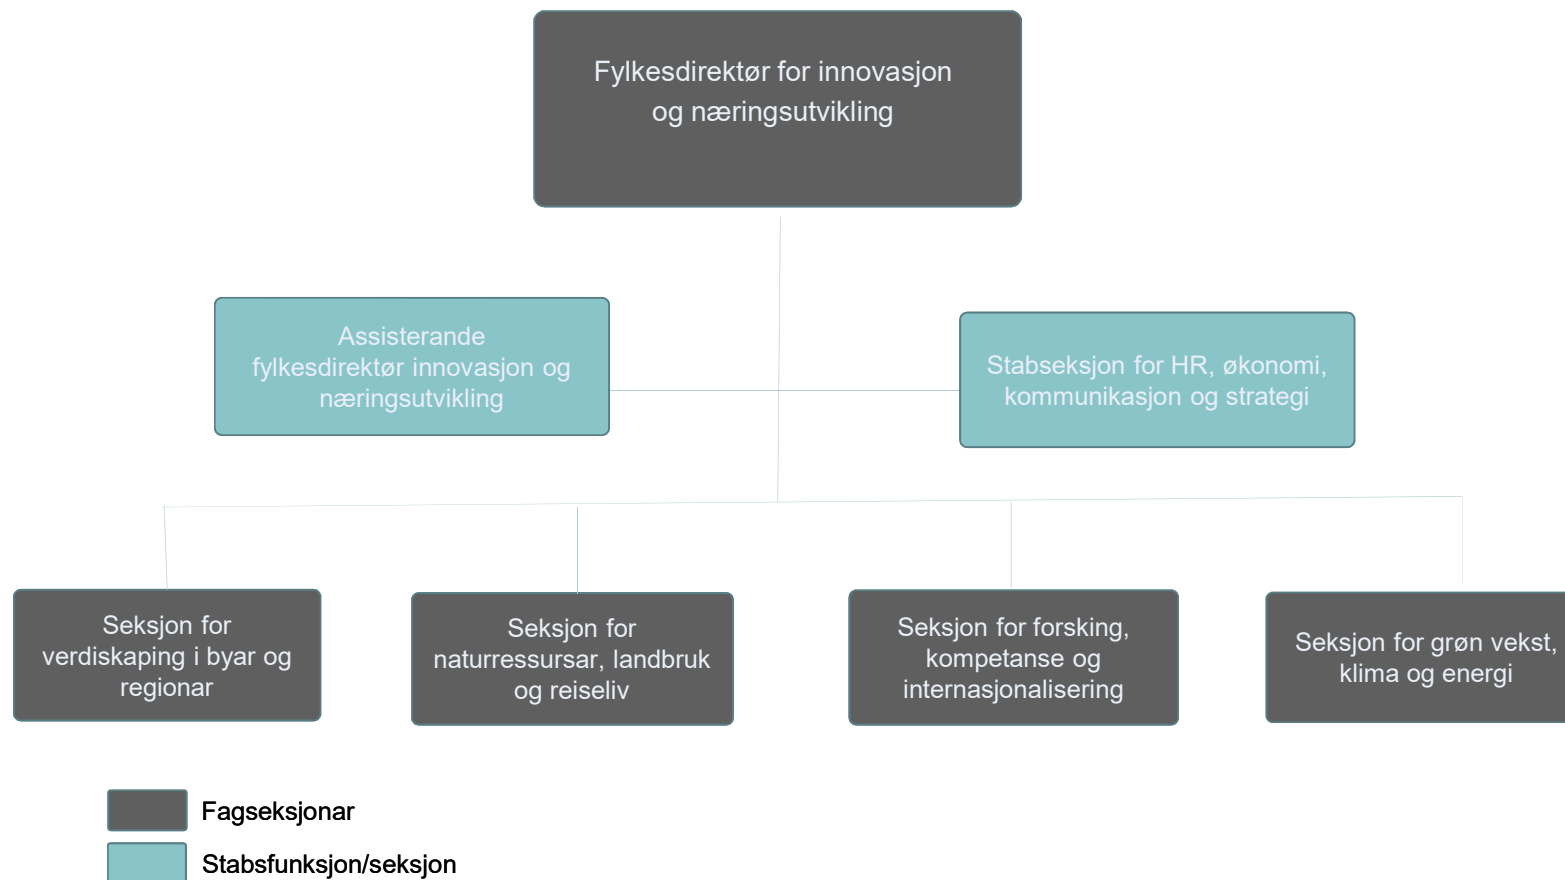 Fylkesdirektør for innovasjon
og næringsutvikling
Assisterande
fylkesdirektør innovasjon og
næringsutvikling
Stabseksjon for HR, økonomi,
kommunikasjon og strategi
Seksjon for
verdiskaping i byar og
regionar
Seksjon for
naturressursar, landbruk
og reiseliv
Seksjon for forsking,
kompetanse og
internasjonalisering
Seksjon for grøn vekst,
klima og energi
Fagseksjonar
Stabsfunksjon/seksjon